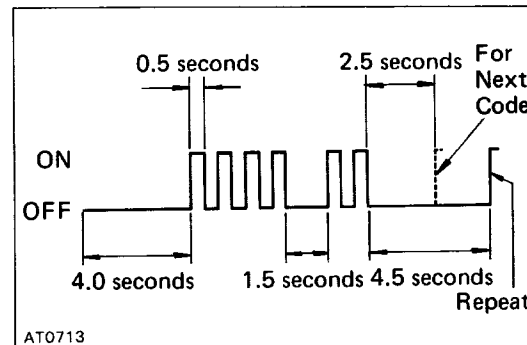 0.5 seconds
2.5 seconds
For
Next
Code
ON
OFF
4.0 seconds
1.5 seconds
4.5 seconds
Repeat
AT0713